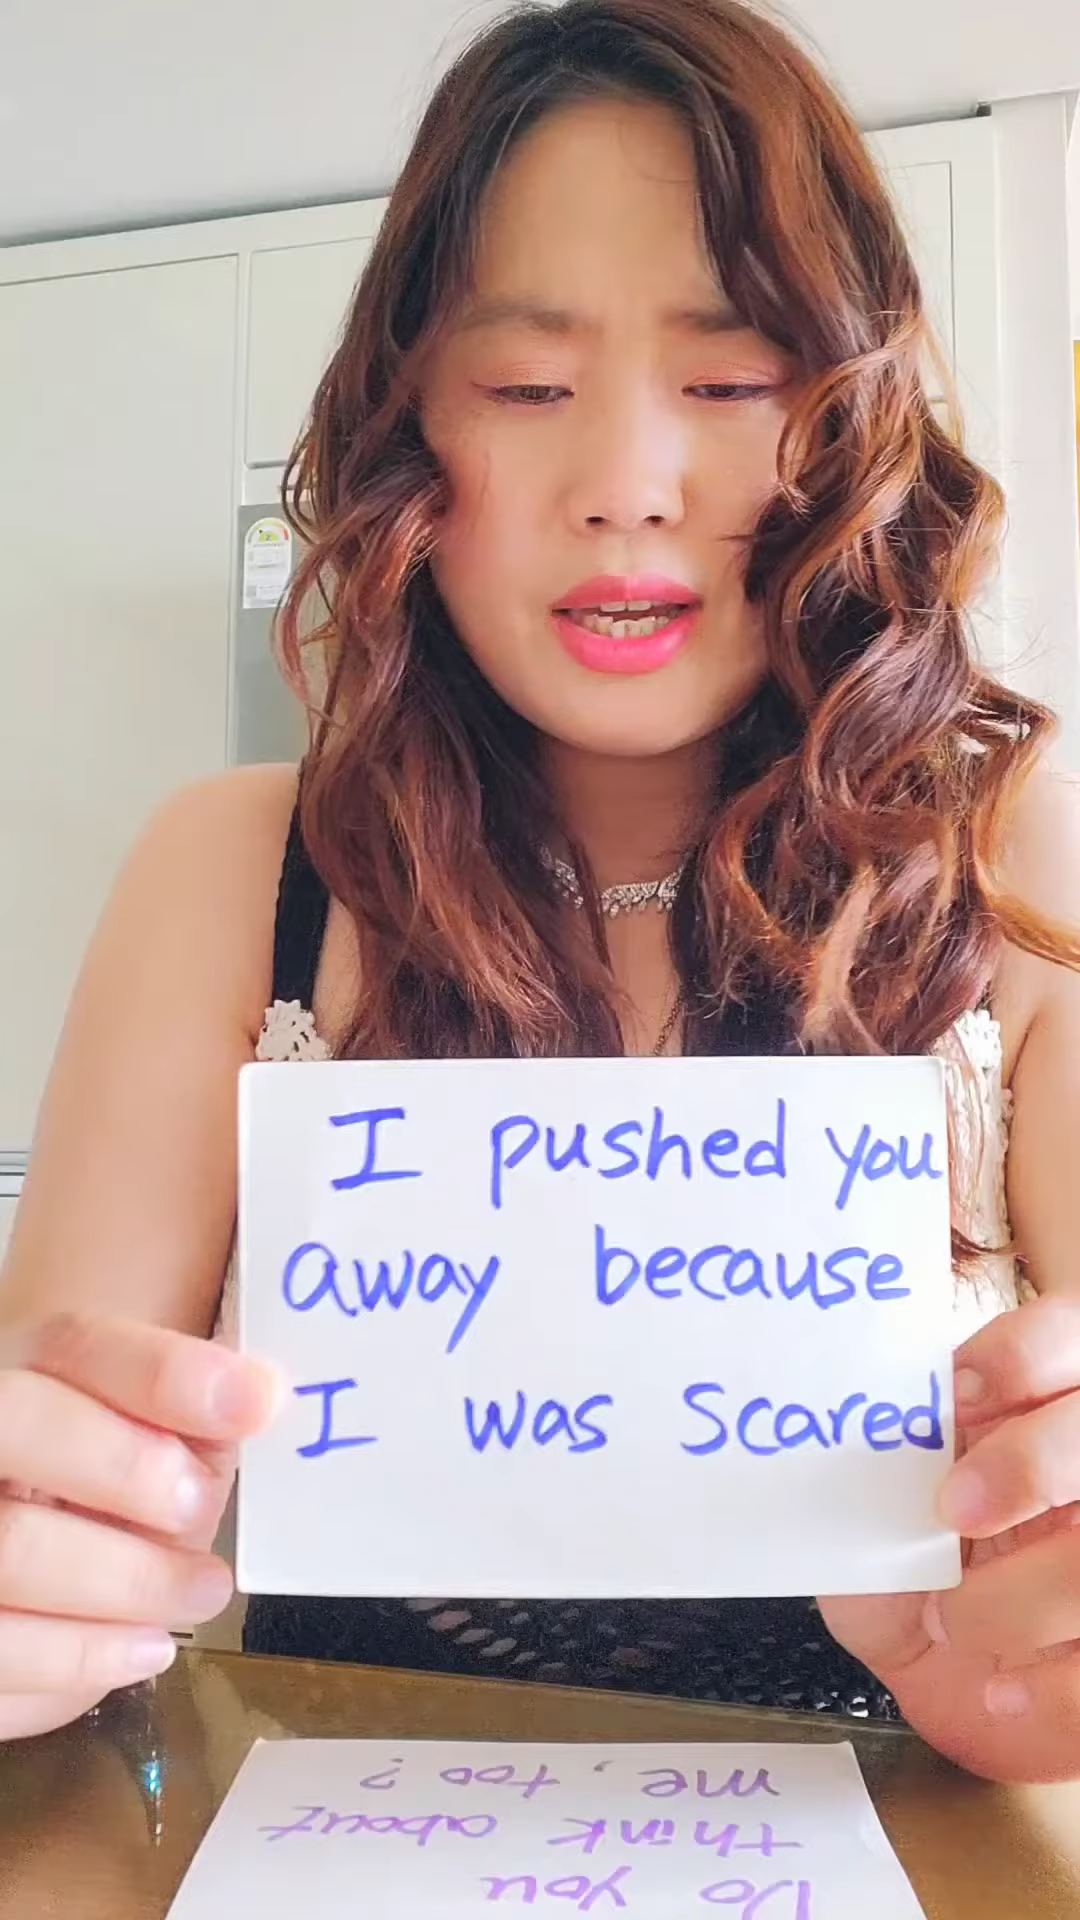 I pushed you
away because
I was scared
Do you
think about
me, too?